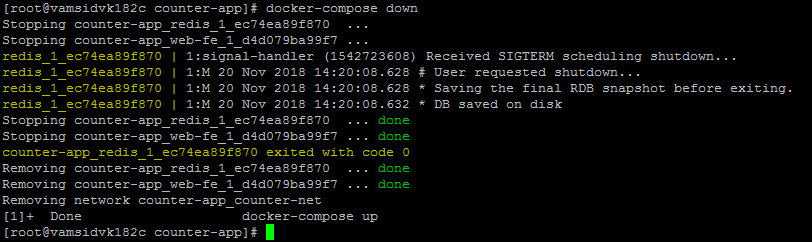 [root@vamsidvk182c counter-app]# docker-compose down
Stopping counter-app_redis_1_ec74ea89f870  ...
Stopping counter-app_web-fe_1_d4d079ba99f7 ...
redis_1_ec74ea89f870 | 1:signal-handler (1542723608) Received SIGTERM scheduling shutdown...
redis_1_ec74ea89f870 | 1:M 20 Nov 2018 14:20:08.628 # User requested shutdown...
redis_1_ec74ea89f870 | 1:M 20 Nov 2018 14:20:08.628 * Saving the final RDB snapshot before exiting.
redis_1_ec74ea89f870 | 1:M 20 Nov 2018 14:20:08.632 * DB saved on disk
Stopping counter-app_redis_1_ec74ea89f870  ... done
Stopping counter-app_web-fe_1_d4d079ba99f7 ... done
counter-app_redis_1_ec74ea89f870 exited with code 0
Removing counter-app_redis_1_ec74ea89f870  ... done
Removing counter-app_web-fe_1_d4d079ba99f7 ... done
Removing network counter-app_counter-net
[1]+  Done                    docker-compose up
[root@vamsidvk182c counter-app]#